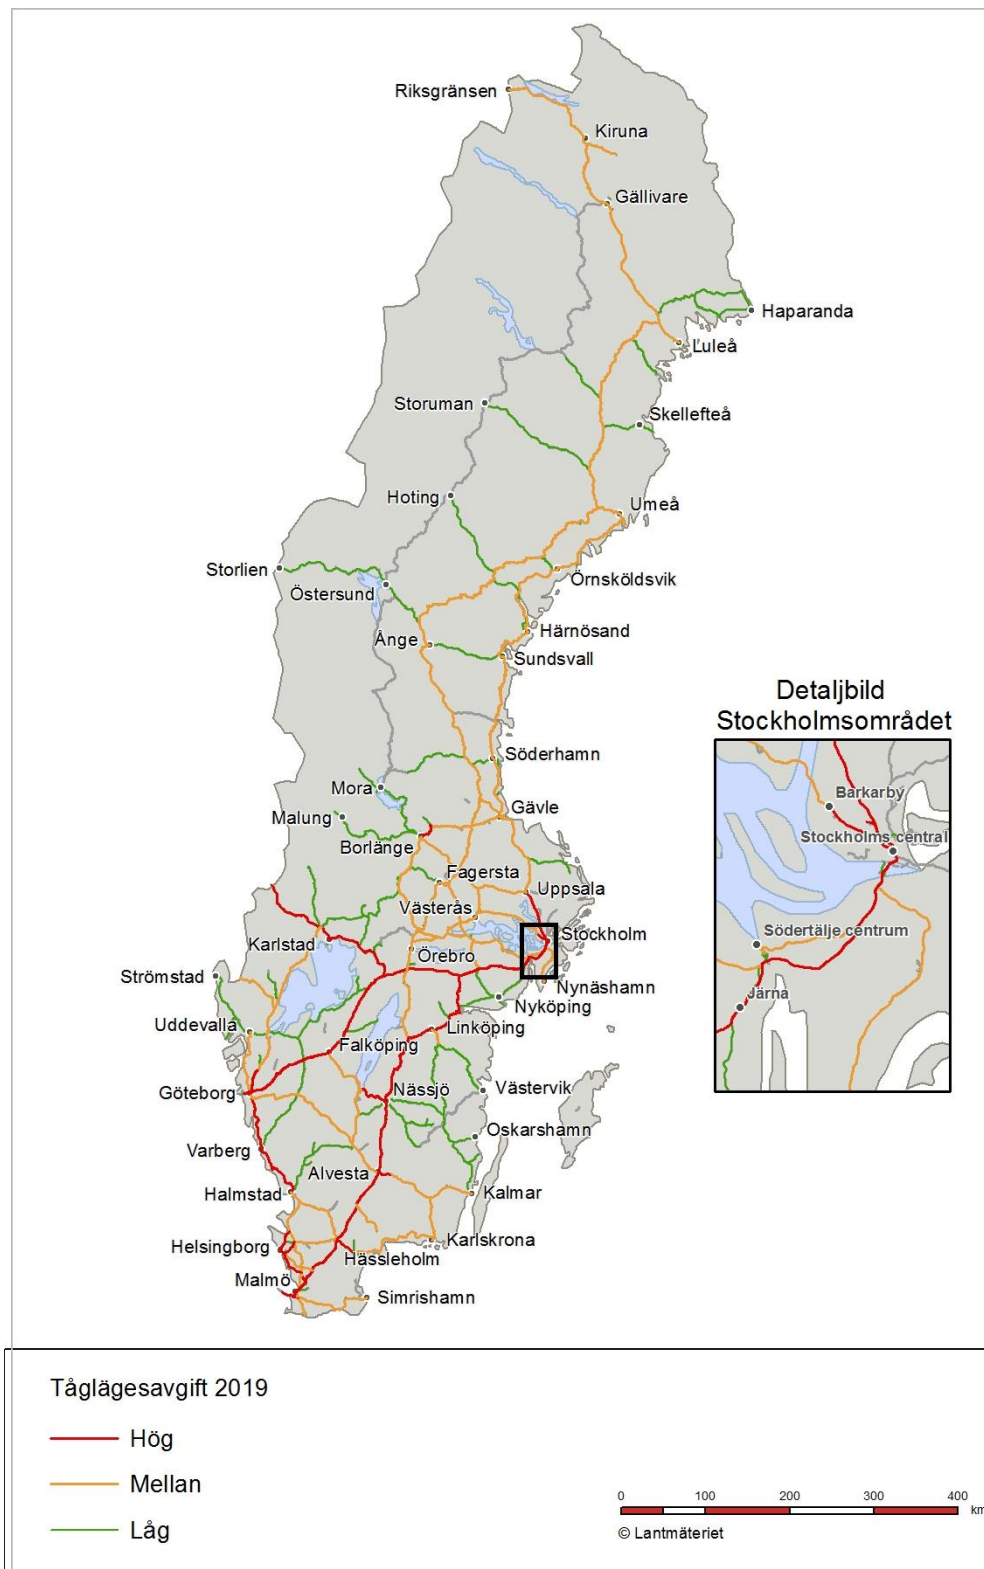 Riksgränsen
Kiruna
Gällivare
Haparanda
Luleå
Storuman
Skellefteå
Hoting
Umeå
Storlien
Östersund
Örnsköldsvik
Ånge
Härnösand
Sundsvall
Detaljbild
Stockholmsområdet
Söderhamn
Mora
Malung
Gävle
Borlänge
Barkarby
Stockholms central
Fagersta
Uppsala
Västerås
Stockholm
Karlstad
Örebro
Södertälje centrum
Strömstad
Nynäshamn
Järna
Nyköping
Uddevalla
Linköping
Falköping
Göteborg
Nässjö
Västervik
Oskarshamn
Varberg
Alvesta
Halmstad
Kalmar
Helsingborg
Karlskrona
Hässleholm
Malmö
Simrishamn
Tåglägesavgift 2019
Hög
Mellan
Låg
0 100 200 300 400
km
© Lantmäteriet